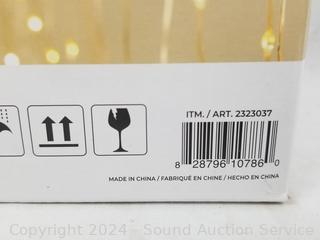 ITM. / ART. 2323037
8 28796 10786 0
MADE IN CHINA / FABRIQUÉ EN CHINE / HECHO EN CHINA
Copyright 2024 - Sound Auction Service